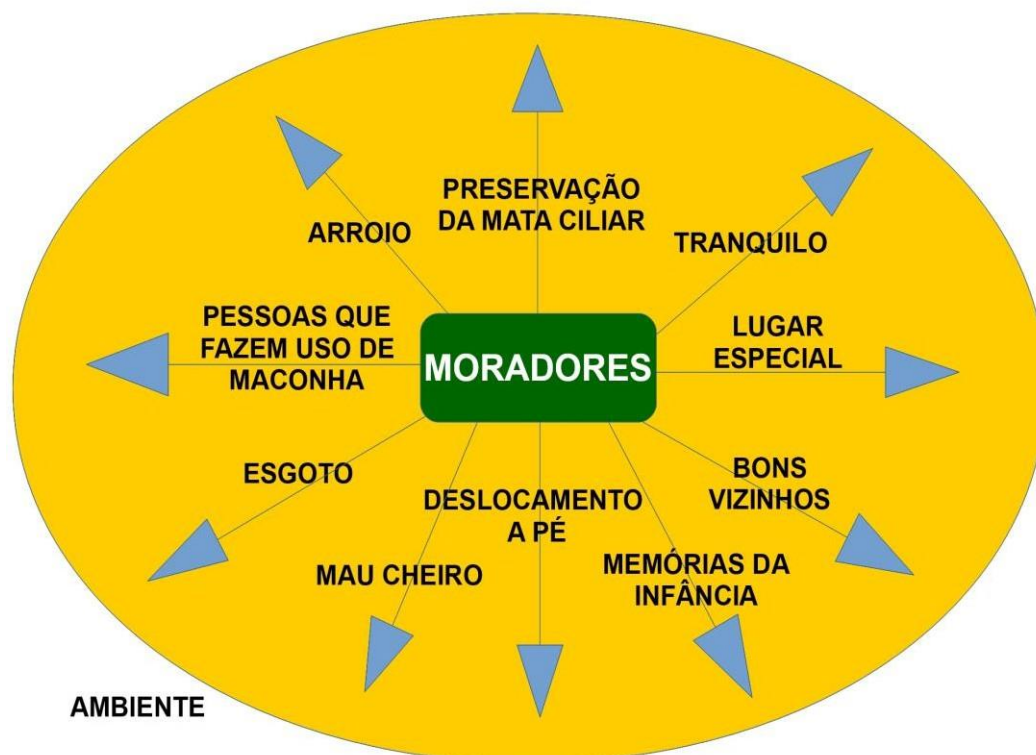 PRESERVAÇÃO
DA MATA CILIAR
ARROIO
TRANQUILO
PESSOAS QUE
FAZEM USO DE
MACONHA
MORADORES
LUGAR
ESPECIAL
ESGOTO
DESLOCAMENTO
A PÉ
BONS
VIZINHOS
MAU CHEIRO
MEMÓRIAS DA
INFÂNCIA
AMBIENTE